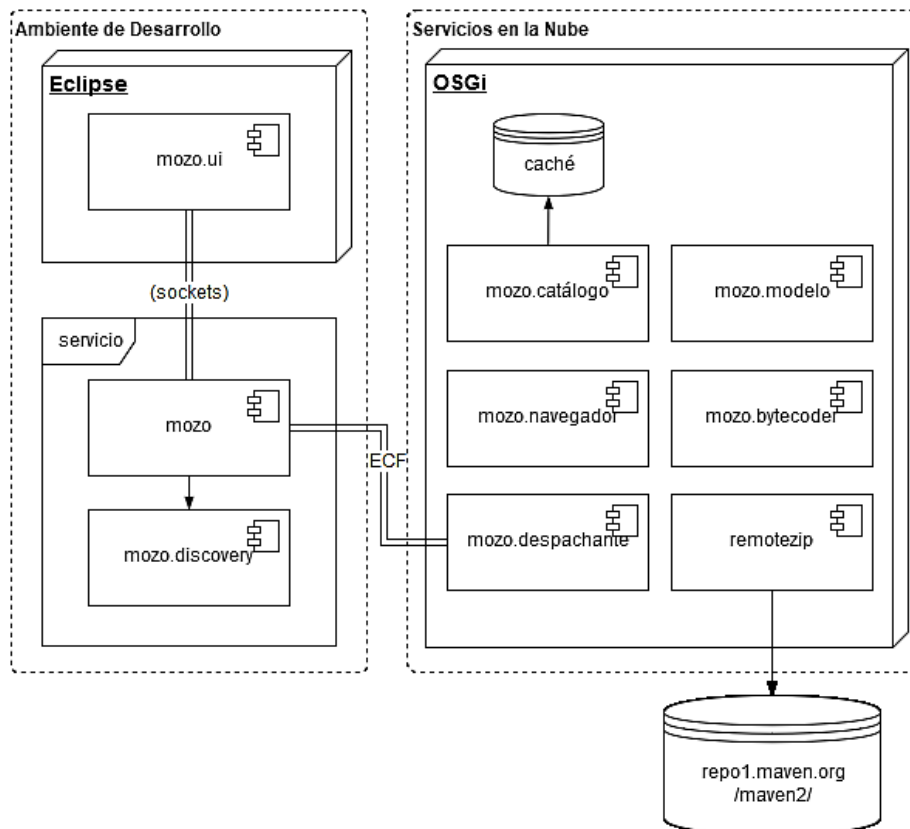 Ambiente de Desarrollo
Eclipse
mozo.ui
(sockets)
servicio
mozo
mozo.discovery
ECF
Servicios en la Nube
OSGi
caché
mozo.catálogo
mozo.modelo
mozo.navegador
mozo.bytecoder
mozo.despachante
remotezip
repo1.maven.org
/maven2/